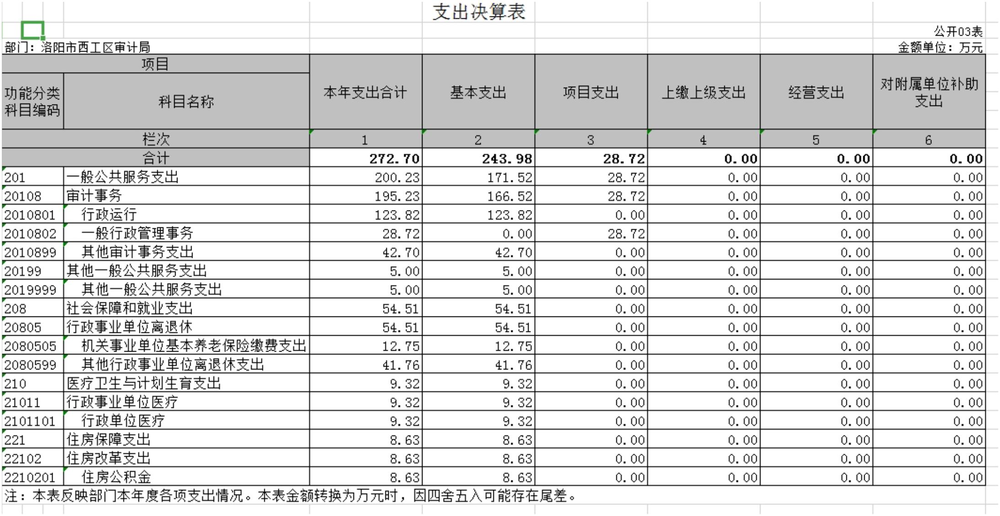 支出决算表
公开03表
部门：洛阳市西工区审计局 金额单位：万元
项目
功能分类科目编码 科目名称 本年支出合计 基本支出 项目支出 上缴上级支出 经营支出 对附属单位补助支出
栏次 1 2 3 4 5 6
合计 272.70 243.98 28.72 0.00 0.00 0.00
201 一般公共服务支出 200.23 171.52 28.72 0.00 0.00 0.00
20108 审计事务 195.23 166.52 28.72 0.00 0.00 0.00
2010801 行政运行 123.82 123.82 0.00 0.00 0.00 0.00
2010802 一般行政管理事务 28.72 0.00 28.72 0.00 0.00 0.00
2010899 其他审计事务支出 42.70 42.70 0.00 0.00 0.00 0.00
20199 其他一般公共服务支出 5.00 5.00 0.00 0.00 0.00 0.00
2019999 其他一般公共服务支出 5.00 5.00 0.00 0.00 0.00 0.00
208 社会保障和就业支出 54.51 54.51 0.00 0.00 0.00 0.00
20805 行政事业单位离退休 54.51 54.51 0.00 0.00 0.00 0.00
2080505 机关事业单位基本养老保险缴费支出 12.75 12.75 0.00 0.00 0.00 0.00
2080599 其他行政事业单位离退休支出 41.76 41.76 0.00 0.00 0.00 0.00
210 医疗卫生与计划生育支出 9.32 9.32 0.00 0.00 0.00 0.00
21011 行政事业单位医疗 9.32 9.32 0.00 0.00 0.00 0.00
2101101 行政单位医疗 9.32 9.32 0.00 0.00 0.00 0.00
221 住房保障支出 8.63 8.63 0.00 0.00 0.00 0.00
22102 住房改革支出 8.63 8.63 0.00 0.00 0.00 0.00
2210201 住房公积金 8.63 8.63 0.00 0.00 0.00 0.00
注：本表反映部门本年度各项支出情况。本表金额转换为万元时，因四舍五入可能存在尾差。